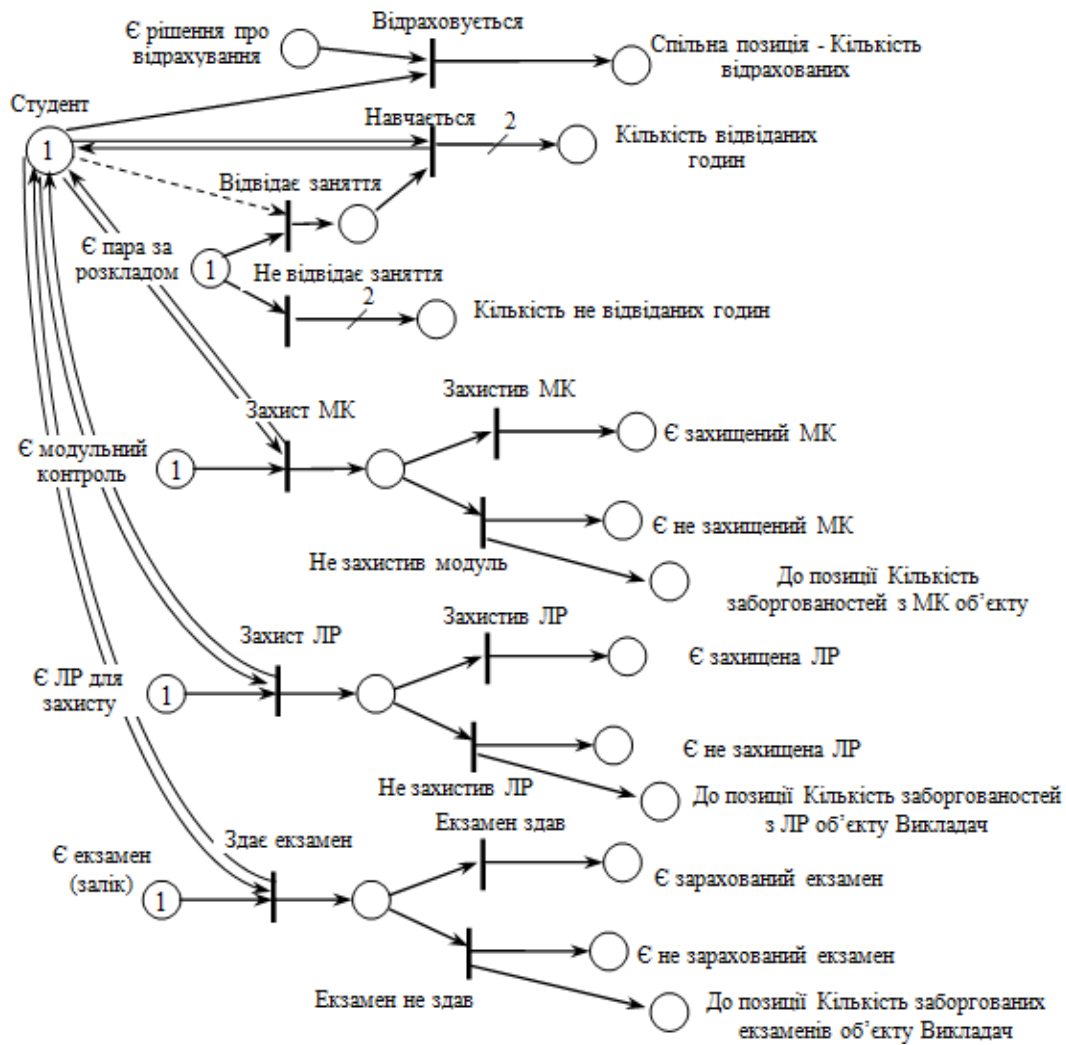 Є рішення про
відрахування
Відраховується
Спільна позиція - Кількість
відрахованих
Студент
1
Навчається
2
Кількість відвіданих
годин
Відвідає заняття
Є пара за
розкладом
1
Не відвідає заняття
2
Кількість не відвіданих годин
Захист МК
Захистив МК
Є захищений МК
Є модульний
контроль
1
Є не захищений МК
Не захистив модуль
До позиції Кількість
заборгованостей з МК об’єкту
Захист ЛР
Захистив ЛР
Є захищена ЛР
Є ЛР для
захисту
1
Є не захищена ЛР
Не захистив ЛР
До позиції Кількість заборгованостей
з ЛР об’єкту Викладач
Здає екзамен
Екзамен здав
Є зарахований екзамен
Є екзамен
(залік)
1
Є не зарахований екзамен
Екзамен не здав
До позиції Кількість заборгованих
екзаменів об’єкту Викладач